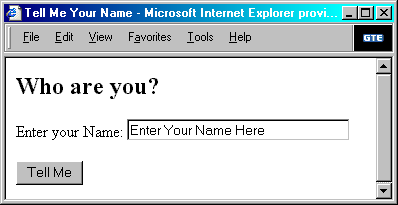 Tell Me Your Name - Microsoft Internet Explorer provi...
File Edit View Favorites Tools Help GTE
Who are you?
Enter your Name: Enter Your Name Here
Tell Me